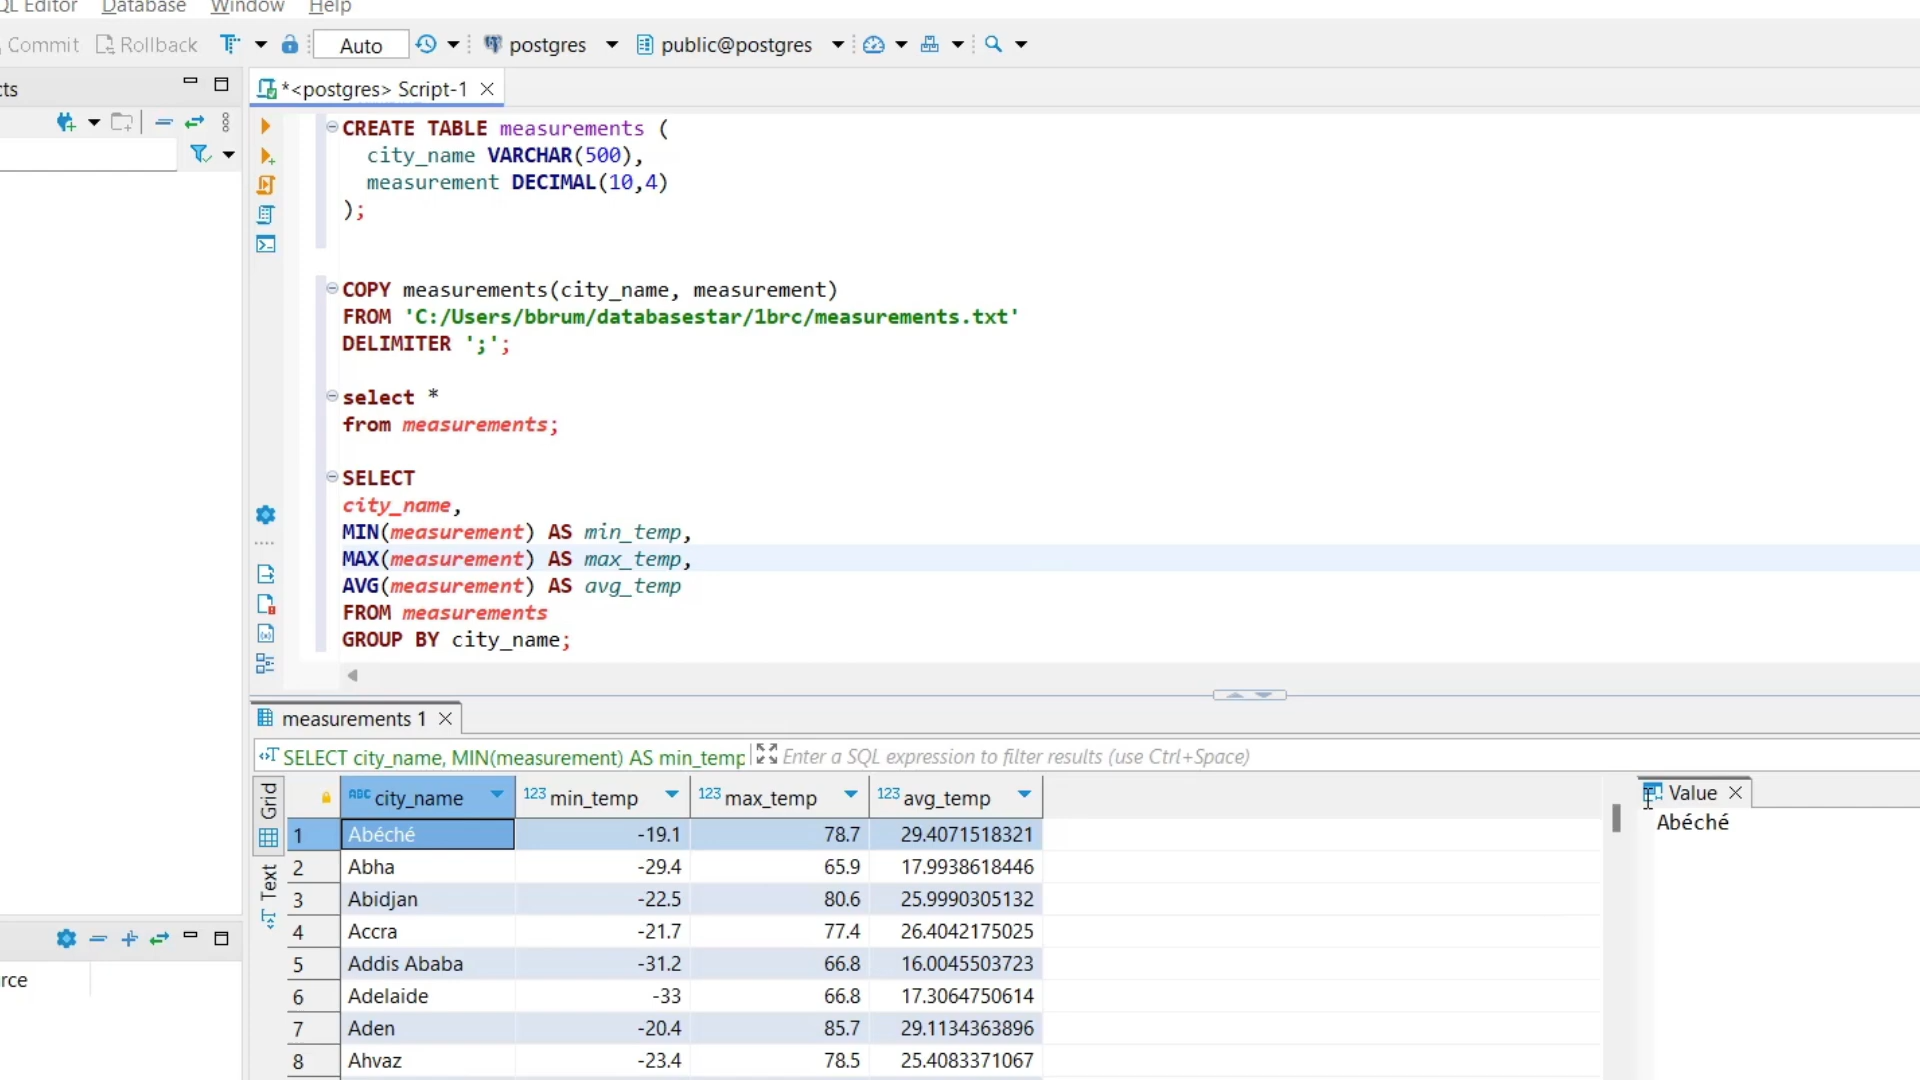 QL Editor Database Window Help
Commit Rollback Auto postgres public@postgres
cts
*<postgres> Script-1
CREATE TABLE measurements (
city_name VARCHAR(500),
measurement DECIMAL(10,4)
);
COPY measurements(city_name, measurement)
FROM 'C:/Users/bbrum/databasestar/1brc/measurements.txt'
DELIMITER ';';
select *
from measurements;
SELECT
city_name,
MIN(measurement) AS min_temp,
MAX(measurement) AS max_temp,
AVG(measurement) AS avg_temp
FROM measurements
GROUP BY city_name;
measurements 1
SELECT city_name, MIN(measurement) AS min_temp Enter a SQL expression to filter results (use Ctrl+Space)
Grid
Text
ABC city_name 123 min_temp 123 max_temp 123 avg_temp
1 Abéché -19.1 78.7 29.4071518321
2 Abha -29.4 65.9 17.9938618446
3 Abidjan -22.5 80.6 25.9990305132
4 Accra -21.7 77.4 26.4042175025
5 Addis Ababa -31.2 66.8 16.0045503723
6 Adelaide -33 66.8 17.3064750614
7 Aden -20.4 85.7 29.1134363896
8 Ahvaz -23.4 78.5 25.4083371067
Value
Abéché
rce